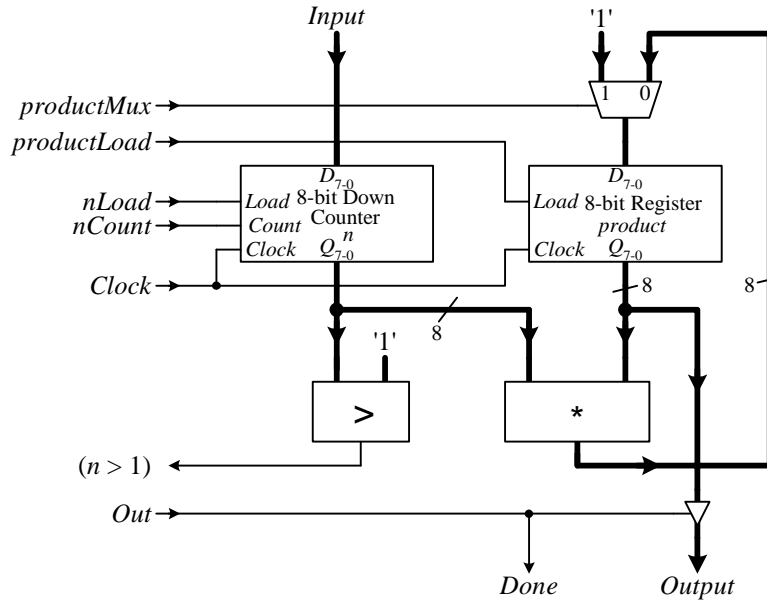 Input
'1'
1 0
productMux
productLoad
D7-0
8-bit Down
Counter
n
Load
Count
Clock
Q7-0
D7-0
8-bit Register
product
Load
Clock
Q7-0
nLoad
nCount
Clock
8
8
8
'1'
>
*
(n > 1)
Out
Done
Output